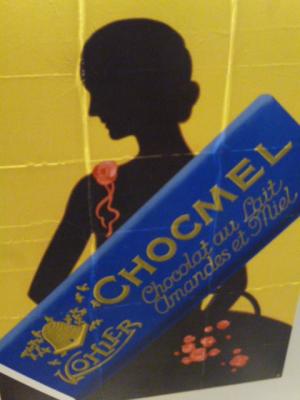 CHOCMEL
Chocolat au Lait
Amandes et Miel
KOHLER